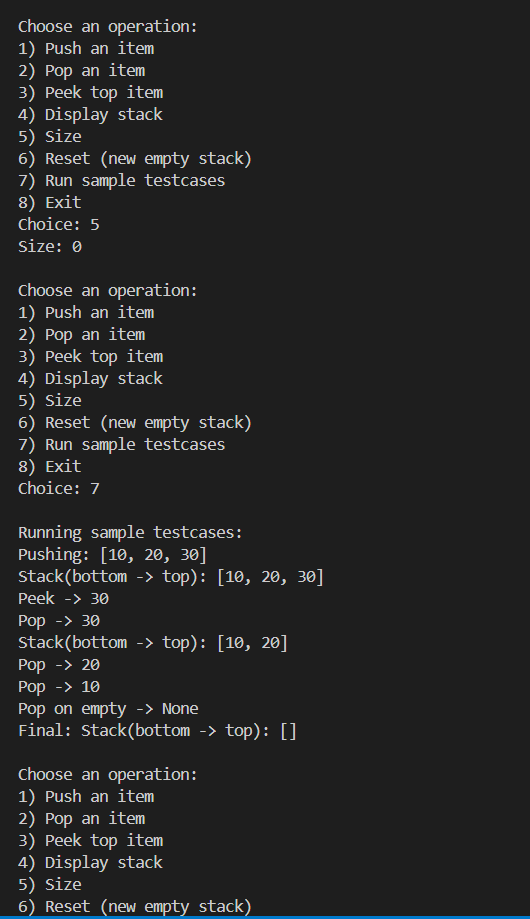 Choose an operation:
1) Push an item
2) Pop an item
3) Peek top item
4) Display stack
5) Size
6) Reset (new empty stack)
7) Run sample testcases
8) Exit
Choice: 5
Size: 0

Choose an operation:
1) Push an item
2) Pop an item
3) Peek top item
4) Display stack
5) Size
6) Reset (new empty stack)
7) Run sample testcases
8) Exit
Choice: 7

Running sample testcases:
Pushing: [10, 20, 30]
Stack(bottom -> top): [10, 20, 30]
Peek -> 30
Pop -> 30
Stack(bottom -> top): [10, 20]
Pop -> 20
Pop -> 10
Pop on empty -> None
Final: Stack(bottom -> top): []

Choose an operation:
1) Push an item
2) Pop an item
3) Peek top item
4) Display stack
5) Size
6) Reset (new empty stack)